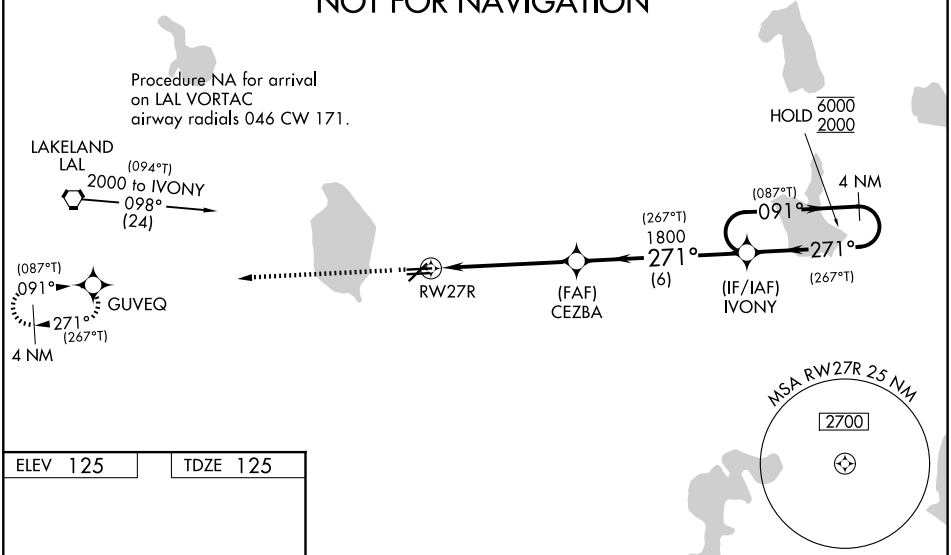 NOT FOR NAVIGATION
Procedure NA for arrival
on LAL VORTAC
airway radials 046 CW 171.
HOLD 6000
2000
LAKELAND
LAL
(094°T)
2000 to IVONY
098°
(24)
(087°T)
091°
4 NM
271°
(267°T)
(267°T)
1800
271°
(6)
(IF/IAF)
IVONY
(FAF)
CEZBA
RW27R
(087°T)
091°
GUVEQ
271°
(267°T)
4 NM
MSA RW27R 25 NM
2700
ELEV 125
TDZE 125